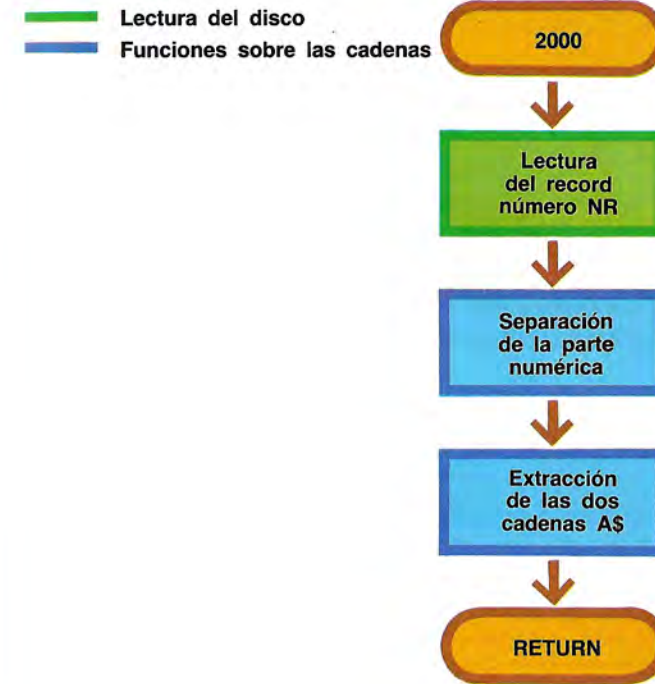 Lectura del disco
Funciones sobre las cadenas
2000
Lectura
del record
número NR
Separación
de la parte
numérica
Extracción
de las dos
cadenas A$
RETURN